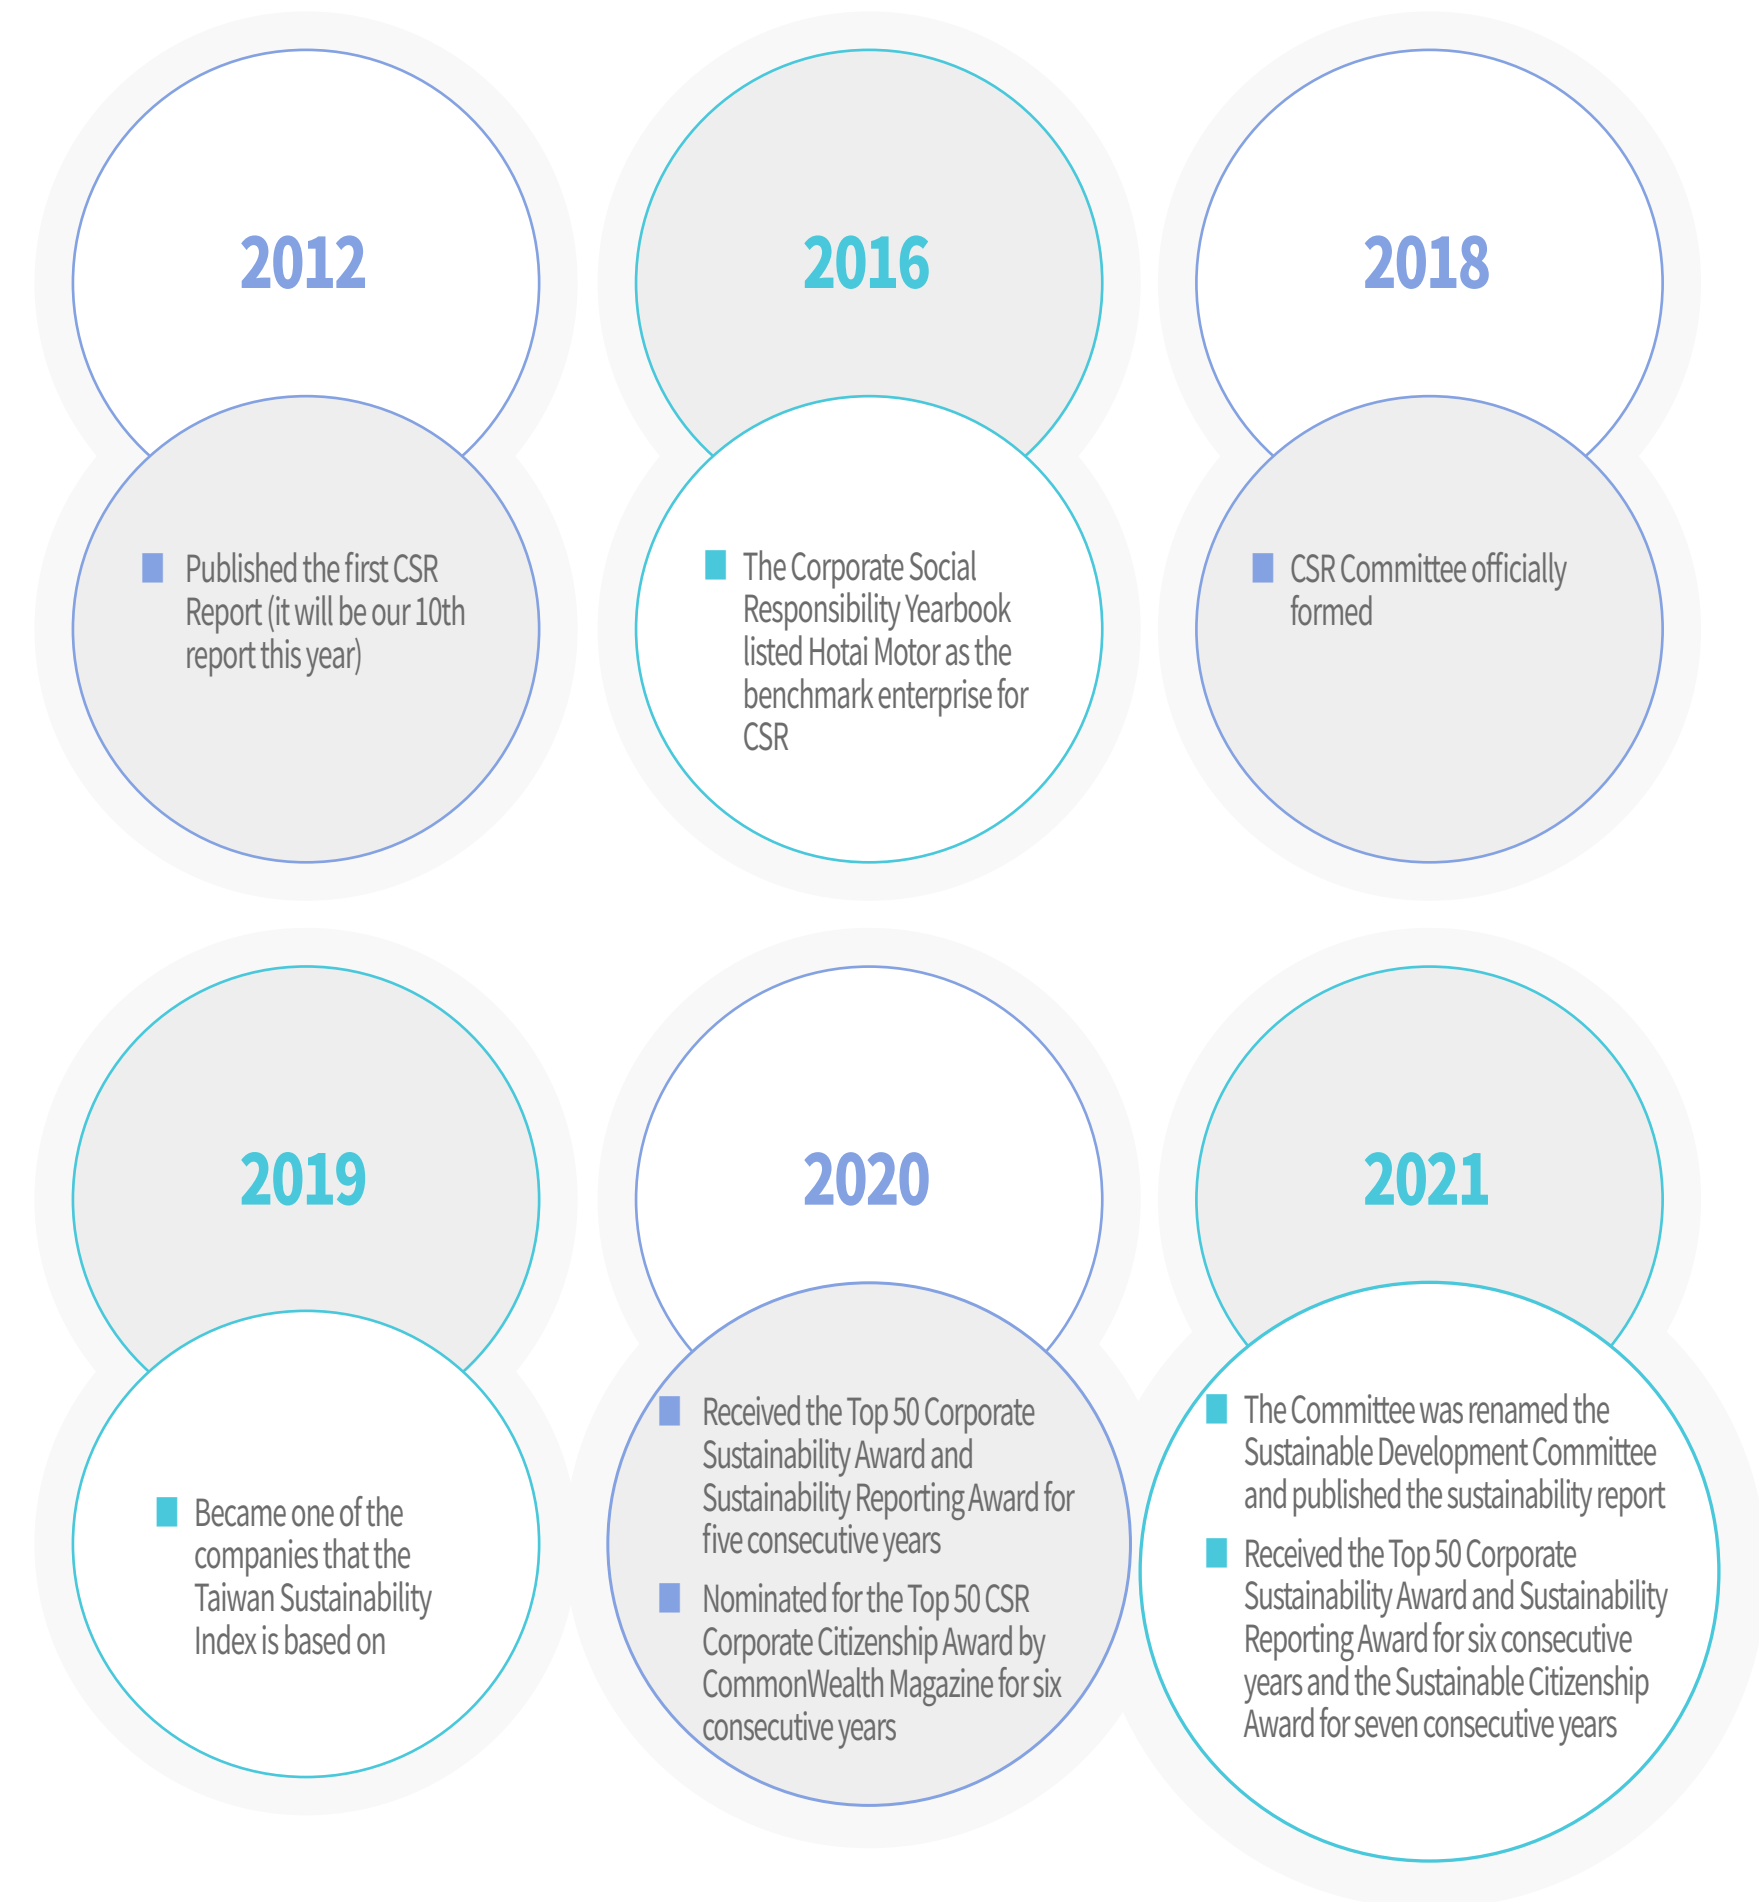 2012
Published the first CSR
Report (it will be our 10th
report this year)
2016
The Corporate Social
Responsibility Yearbook
listed Hotai Motor as the
benchmark enterprise for
CSR
2018
CSR Committee officially
formed
2019
Became one of the
companies that the
Taiwan Sustainability
Index is based on
2020
Received the Top 50 Corporate
Sustainability Award and
Sustainability Reporting Award for
five consecutive years
Nominated for the Top 50 CSR
Corporate Citizenship Award by
CommonWealth Magazine for six
consecutive years
2021
The Committee was renamed the
Sustainable Development Committee
and published the sustainability report
Received the Top 50 Corporate
Sustainability Award and Sustainability
Reporting Award for six consecutive
years and the Sustainable Citizenship
Award for seven consecutive years